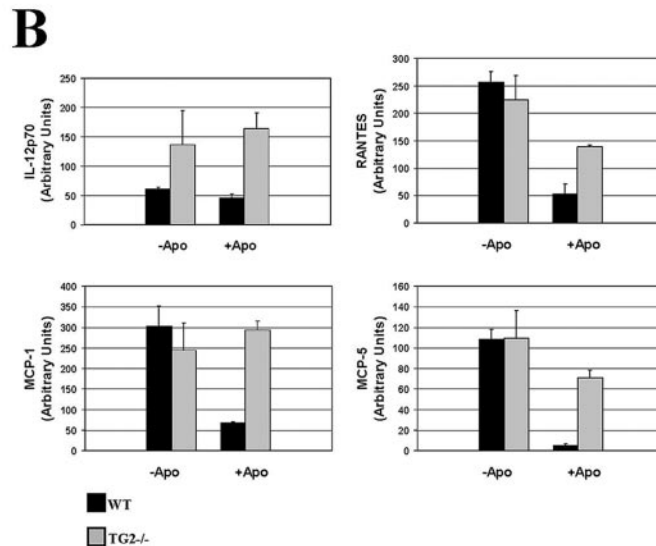 B
250
200
150
100
50
0
IL-12p70
(Arbitrary Units)
-Apo +Apo
300
250
200
150
100
50
0
RANTES
(Arbitrary Units)
-Apo +Apo
400
350
300
250
200
150
100
50
0
MCP-1
(Arbitrary Units)
-Apo +Apo
160
140
120
100
80
60
40
20
0
MCP-5
(Arbitrary Units)
-Apo +Apo
WT
TG2-/-